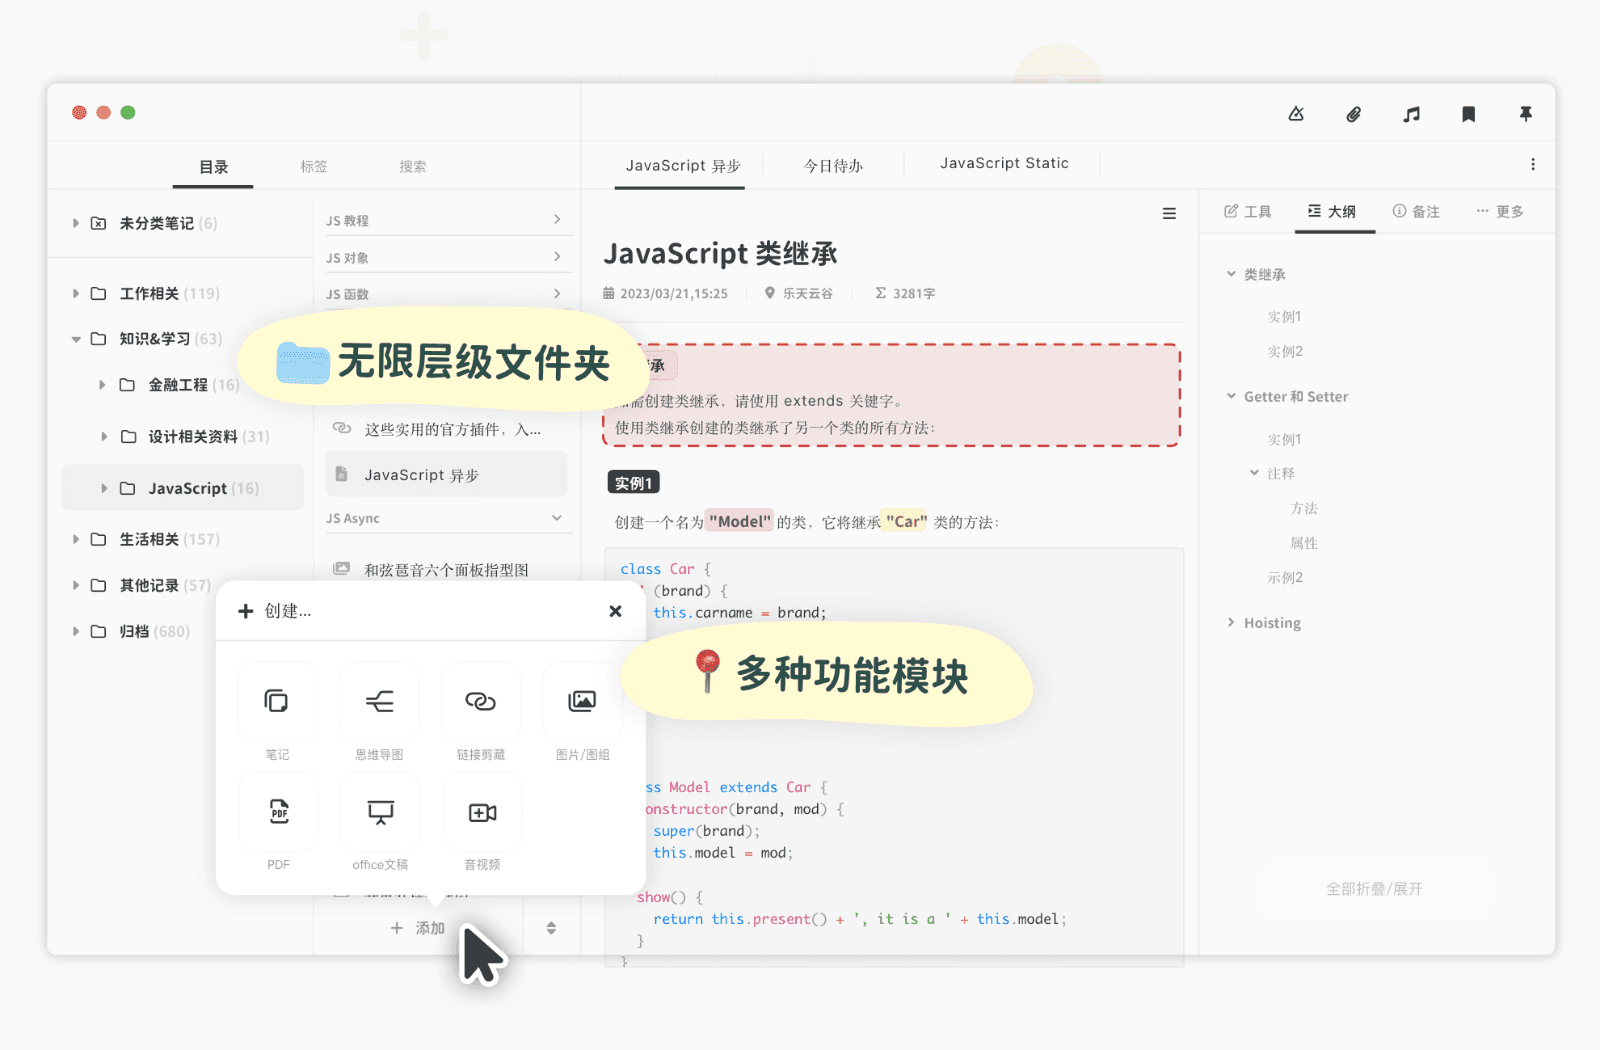 目录
标签
搜索
JavaScript 异步
今日待办
JavaScript Static
未分类笔记 (6)
工作相关 (119)
知识&学习 (63)
金融工程 (16)
设计相关资料 (31)
JavaScript (16)
生活相关 (157)
其他记录 (57)
归档 (680)
JS 教程
JS 对象
JS 函数
无限层级文件夹
这些实用的官方插件，入...
JavaScript 异步
JS Async
和弦琶音六个面板指型图
创建...
笔记
思维导图
链接剪藏
图片/图组
PDF
PDF
office文稿
音视频
添加
JavaScript 类继承
2023/03/21,15:25
乐天云谷
3281字
承
需创建类继承，请使用 extends 关键字。
使用类继承创建的类继承了另一个类的所有方法：
实例1
创建一个名为 "Model" 的类，它将继承 "Car" 类的方法：
class Car {
(brand) {
this.carname = brand;
多种功能模块
ss Model extends Car {
onstructor(brand, mod) {
super(brand);
this.model = mod;
show() {
return this.present() + ', it is a ' + this.model;
}
}
工具
大纲
备注
更多
类继承
实例1
实例2
Getter 和 Setter
实例1
注释
方法
属性
示例2
Hoisting
全部折叠/展开